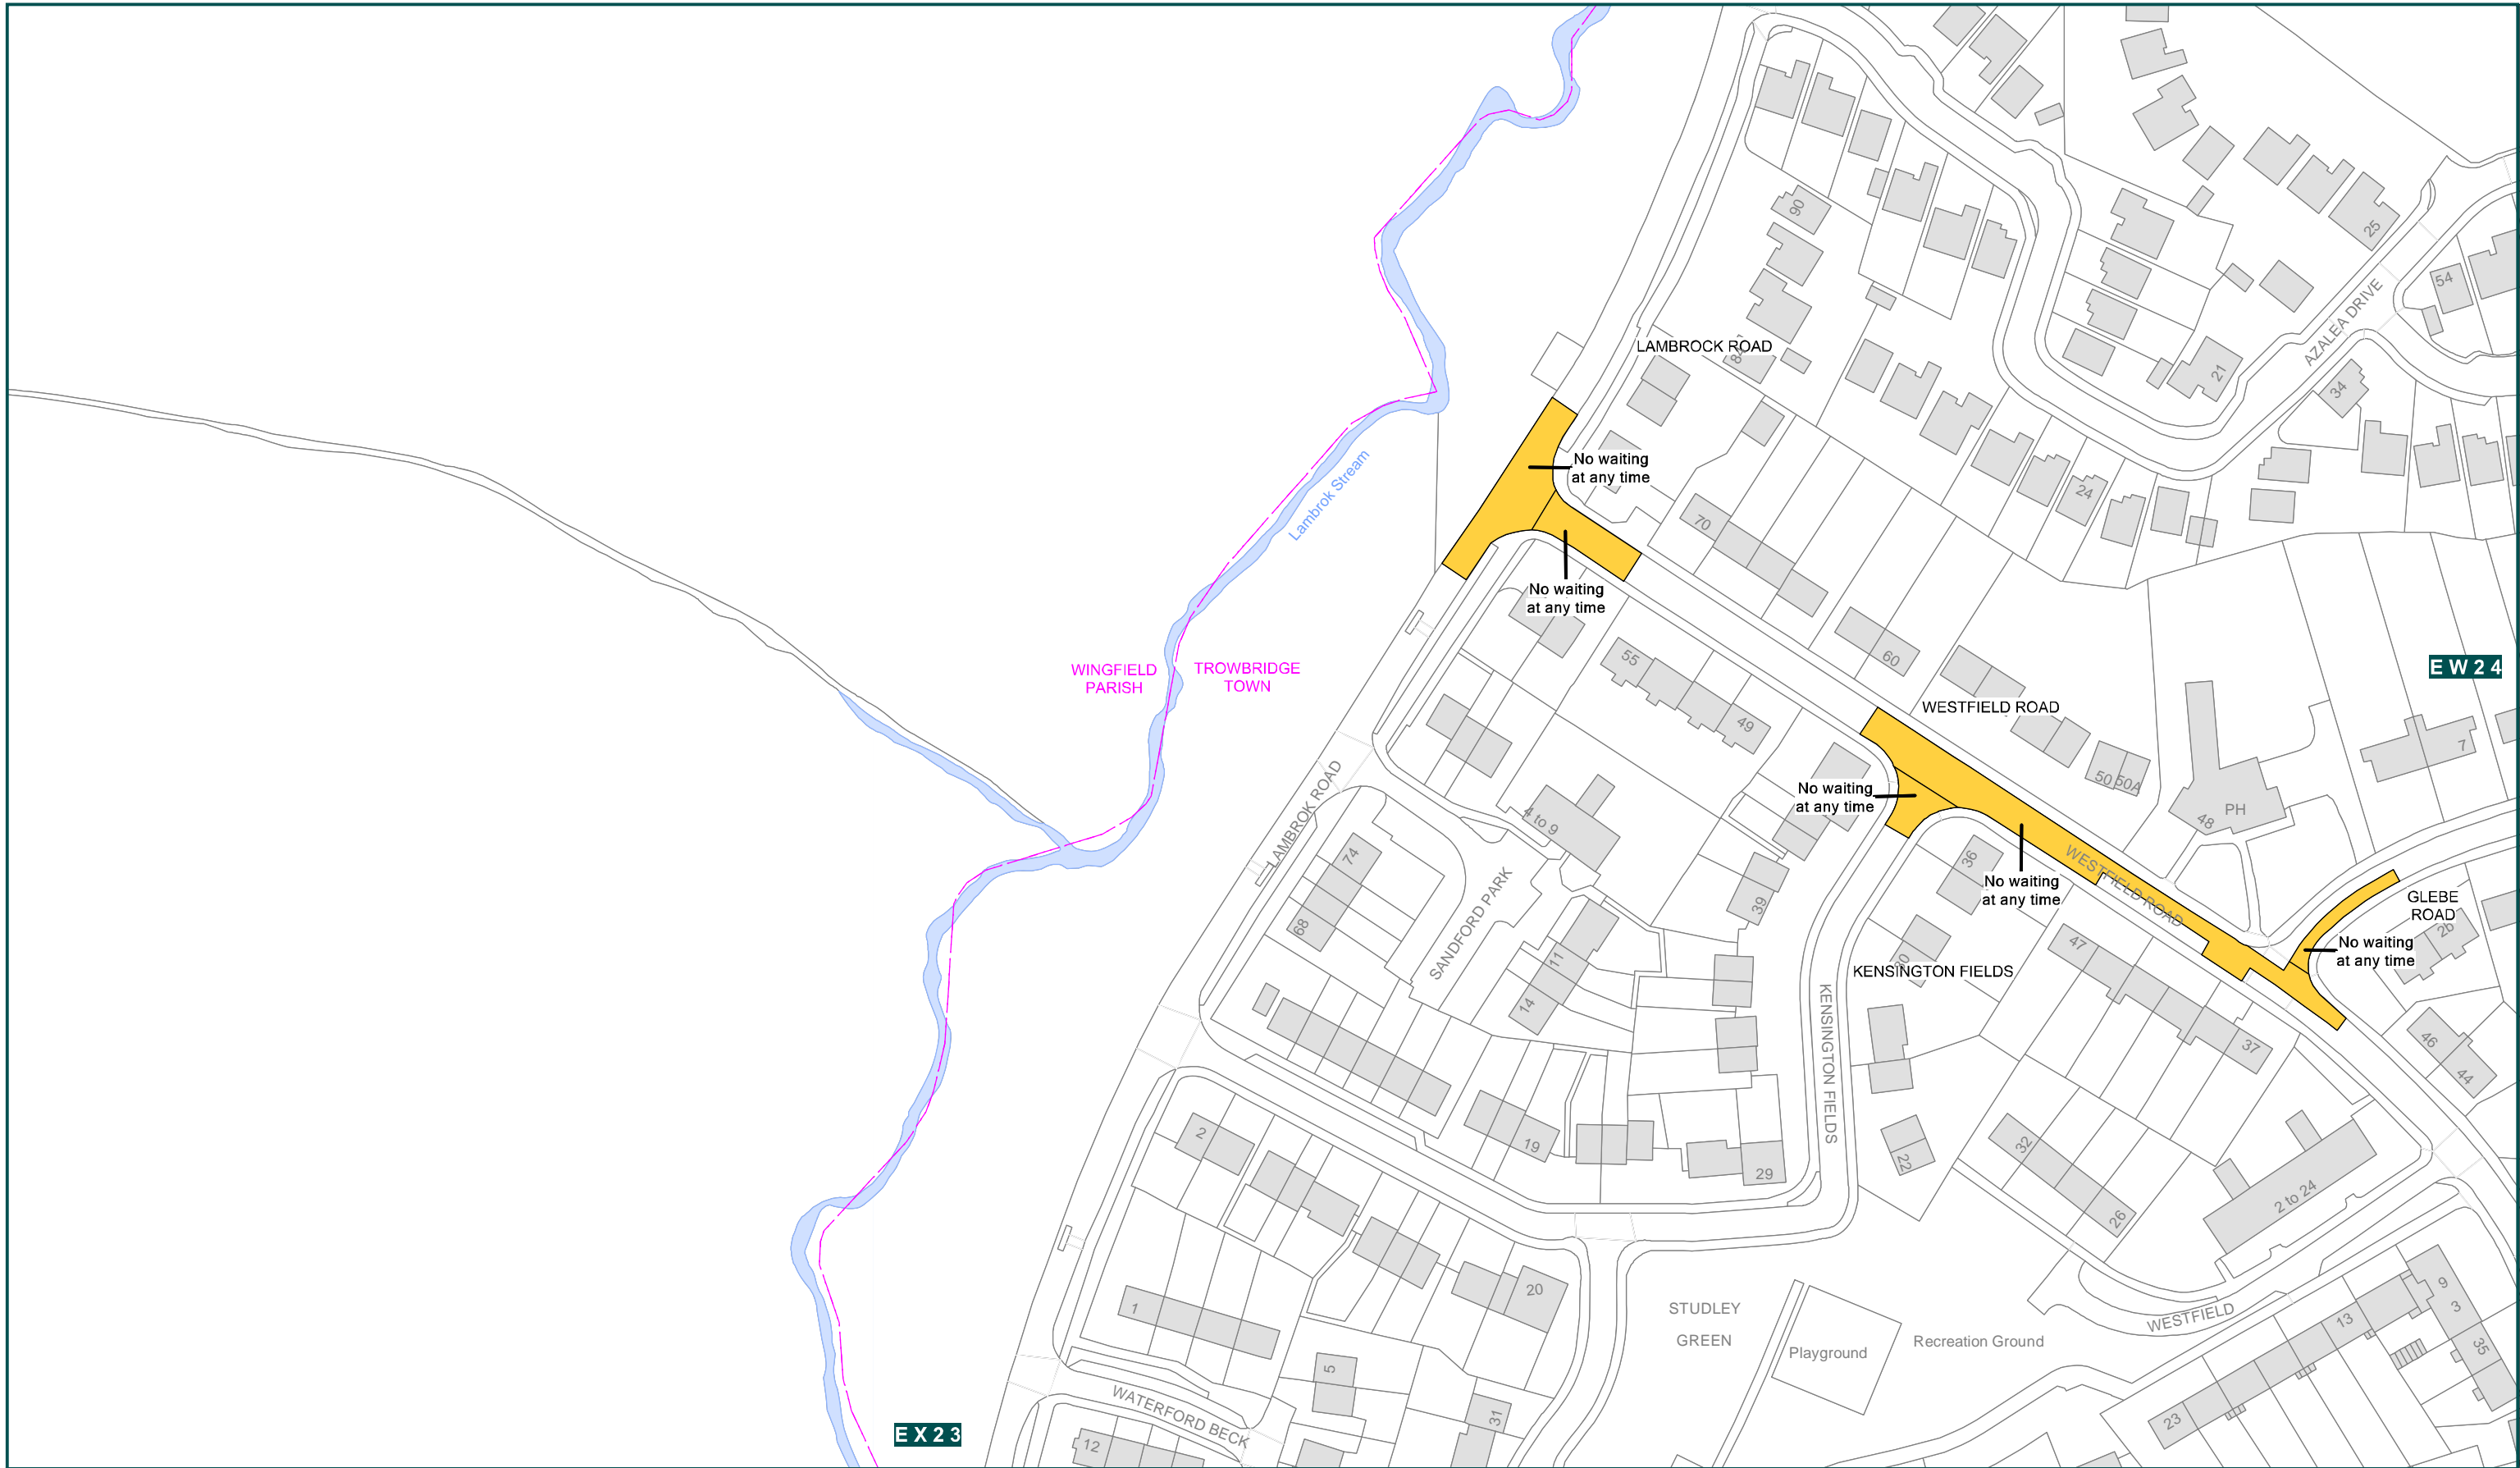 90
25
54
AZALEA DRIVE
LAMBROCK ROAD
21
34
No waiting
at any time
Lambrok Stream
24
70
No waiting
at any time
55
60
WINGFIELD
PARISH
TROWBRIDGE
TOWN
E W 2 4
WESTFIELD ROAD
49
7
50
50A
No waiting
at any time
PH
48
LAMBROK ROAD
4 to 9
74
36
WESTFIELD ROAD
No waiting
at any time
SANDFORD PARK
39
GLEBE
ROAD
68
2b
No waiting
at any time
47
11
KENSINGTON FIELDS
14
KENSINGTON FIELDS
37
46
44
2
19
32
22
29
2 to 24
26
20
1
STUDLEY
GREEN
9
3
WESTFIELD
13
Playground
Recreation Ground
35
5
WATERFORD BECK
31
23
E X 2 3
12